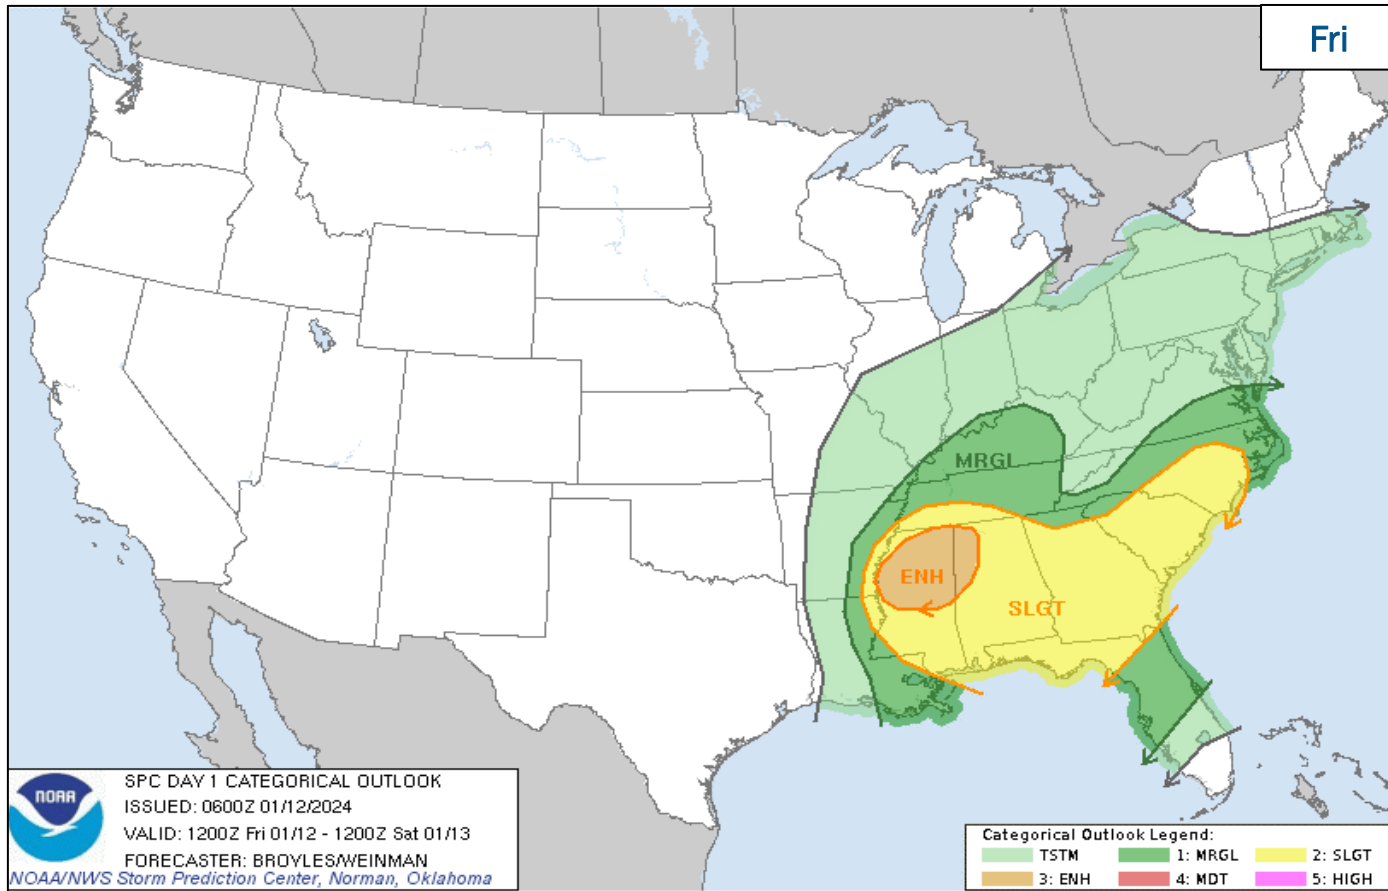 Fri
MRGL
ENH
SLGT
NOAA
SPC DAY 1 CATEGORICAL OUTLOOK
ISSUED: 0600Z 01/12/2024
VALID: 1200Z Fri 01/12 - 1200Z Sat 01/13
FORECASTER: BROYLES/WEINMAN
NOAA/NWS Storm Prediction Center, Norman, Oklahoma
Categorical Outlook Legend:
TSTM 1: MRGL 2: SLGT
3: ENH 4: MDT 5: HIGH